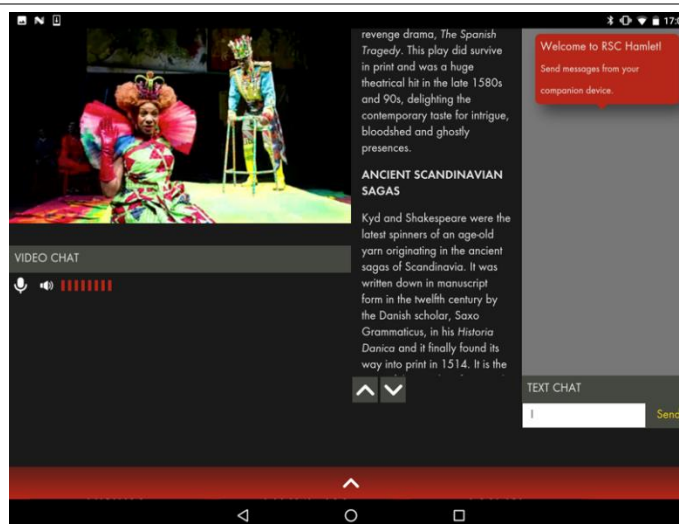 17:0
revenge drama, The Spanish
Tragedy. This play did survive
in print and was a huge
theatrical hit in the late 1580s
and 90s, delighting the
contemporary taste for intrigue,
bloodshed and ghostly
presences.
ANCIENT SCANDINAVIAN
SAGAS
Kyd and Shakespeare were the
latest spinners of an age-old
yarn originating in the ancient
sagas of Scandinavia. It was
written down in manuscript
form in the twelfth century by
the Danish scholar, Saxo
Grammaticus, in his Historia
Danica and it finally found its
way into print in 1514. It is the
Welcome to RSC Hamlet!
Send messages from your
companion device.
VIDEO CHAT
TEXT CHAT
Send